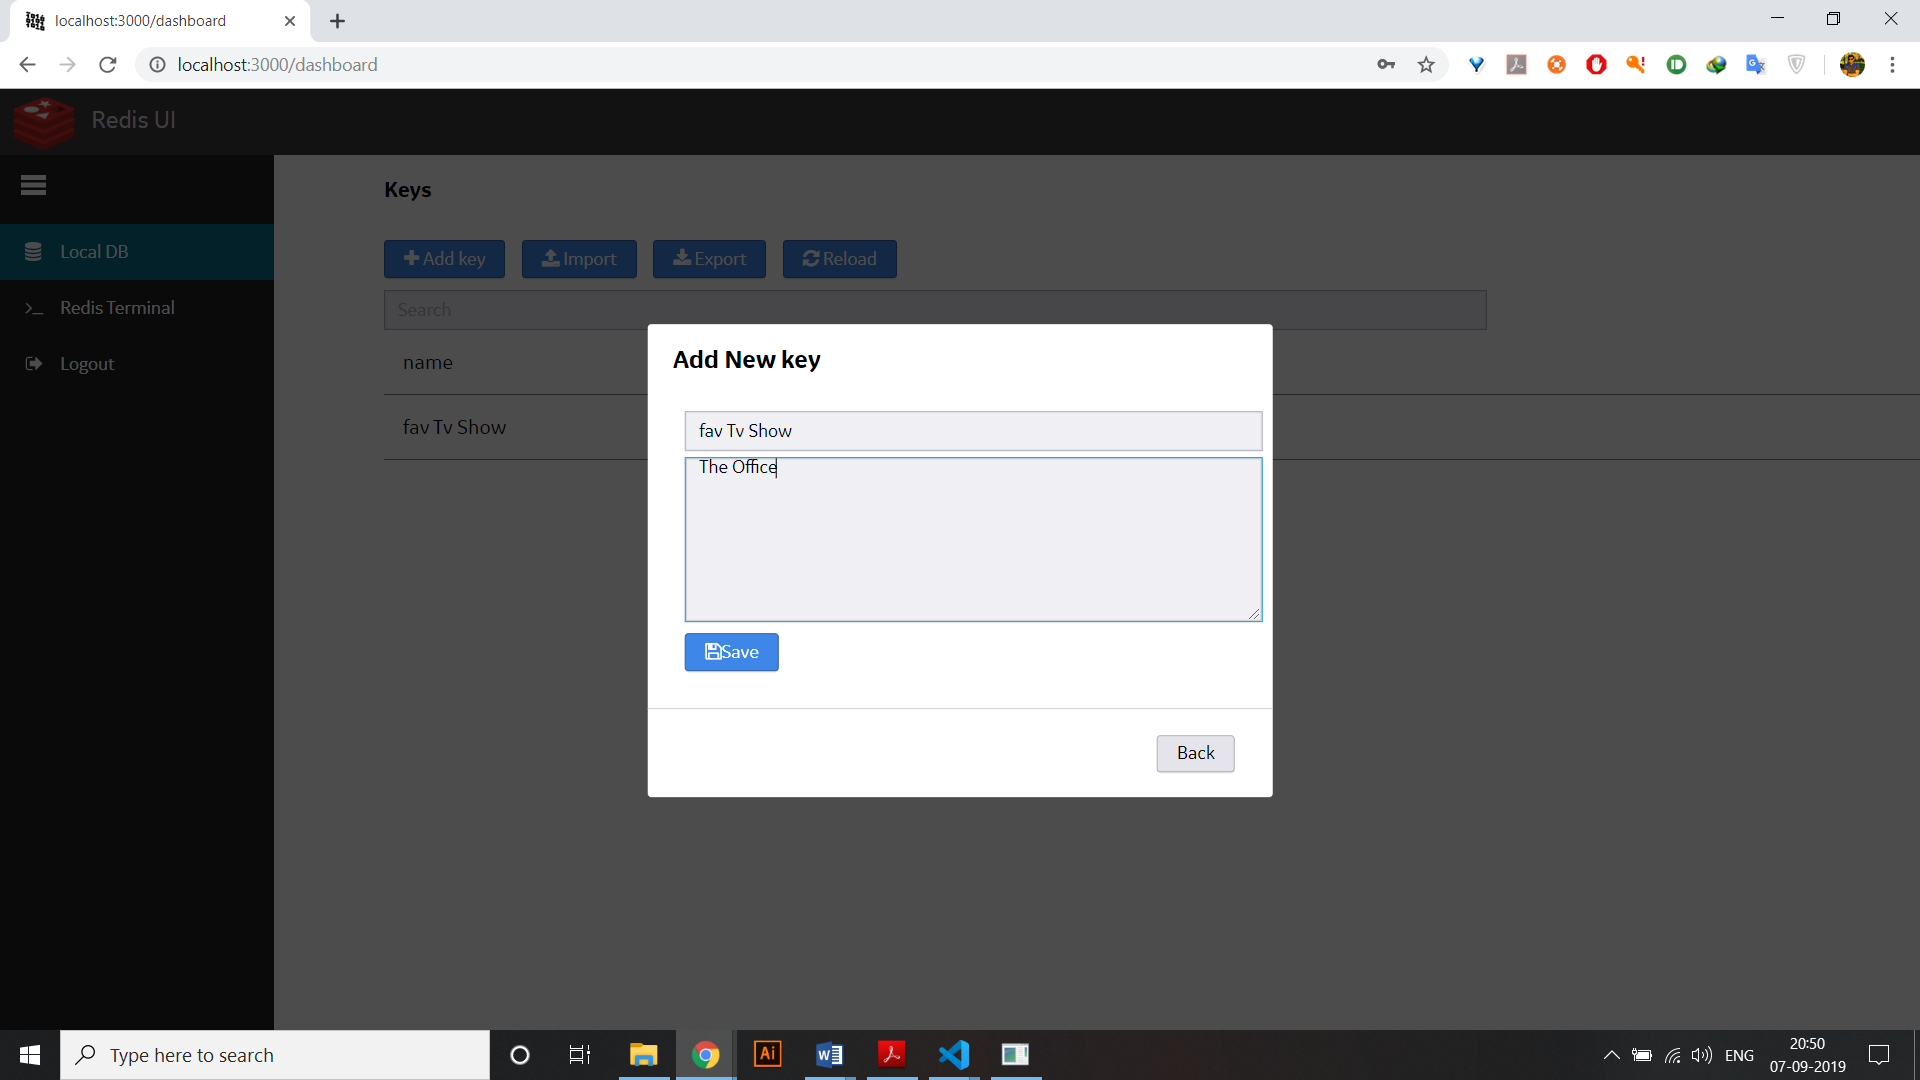 localhost:3000/dashboard
localhost:3000/dashboard
Redis UI
Local DB
Redis Terminal
Logout
Keys
Add key Import Export Reload
Search
name
fav Tv Show
Add New key
fav Tv Show
The Office
Save
Back
Type here to search
Ai
ENG
20:50
07-09-2019